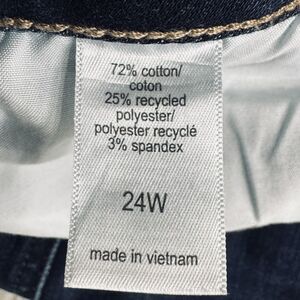 72% cotton/
coton
25% recycled
polyester/
polyester recyclé
3% spandex
24W
made in vietnam